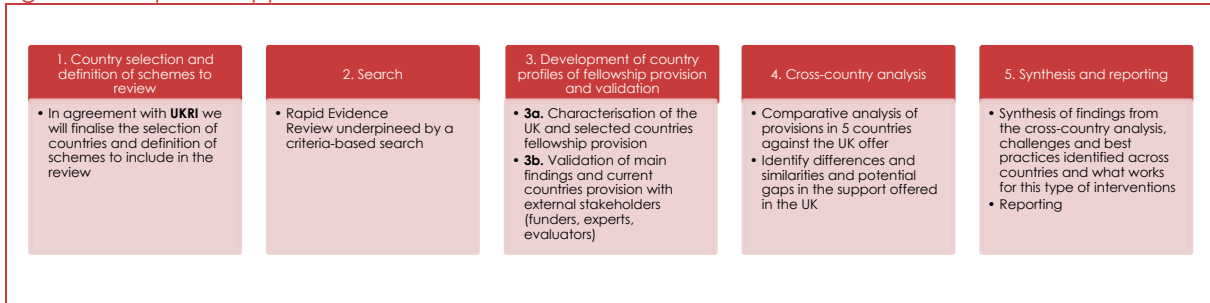 1. Country selection and
definition of schemes to
review
• In agreement with UKRI we
will finalise the selection of
countries and definition of
schemes to include in the
review
2. Search
• Rapid Evidence
Review underpineed by a
criteria-based search
3. Development of country
profiles of fellowship provision
and validation
• 3a. Characterisation of the
UK and selected countries
fellowship provision
• 3b. Validation of main
findings and current
countries provision with
external stakeholders
(funders, experts,
evaluators)
4. Cross-country analysis
• Comparative analysis of
provisions in 5 countries
against the UK offer
• Identify differences and
similarities and potential
gaps in the support offered
in the UK
5. Synthesis and reporting
• Synthesis of findings from
the cross-country analysis,
challenges and best
practices identified across
countries and what works
for this type of interventions
• Reporting